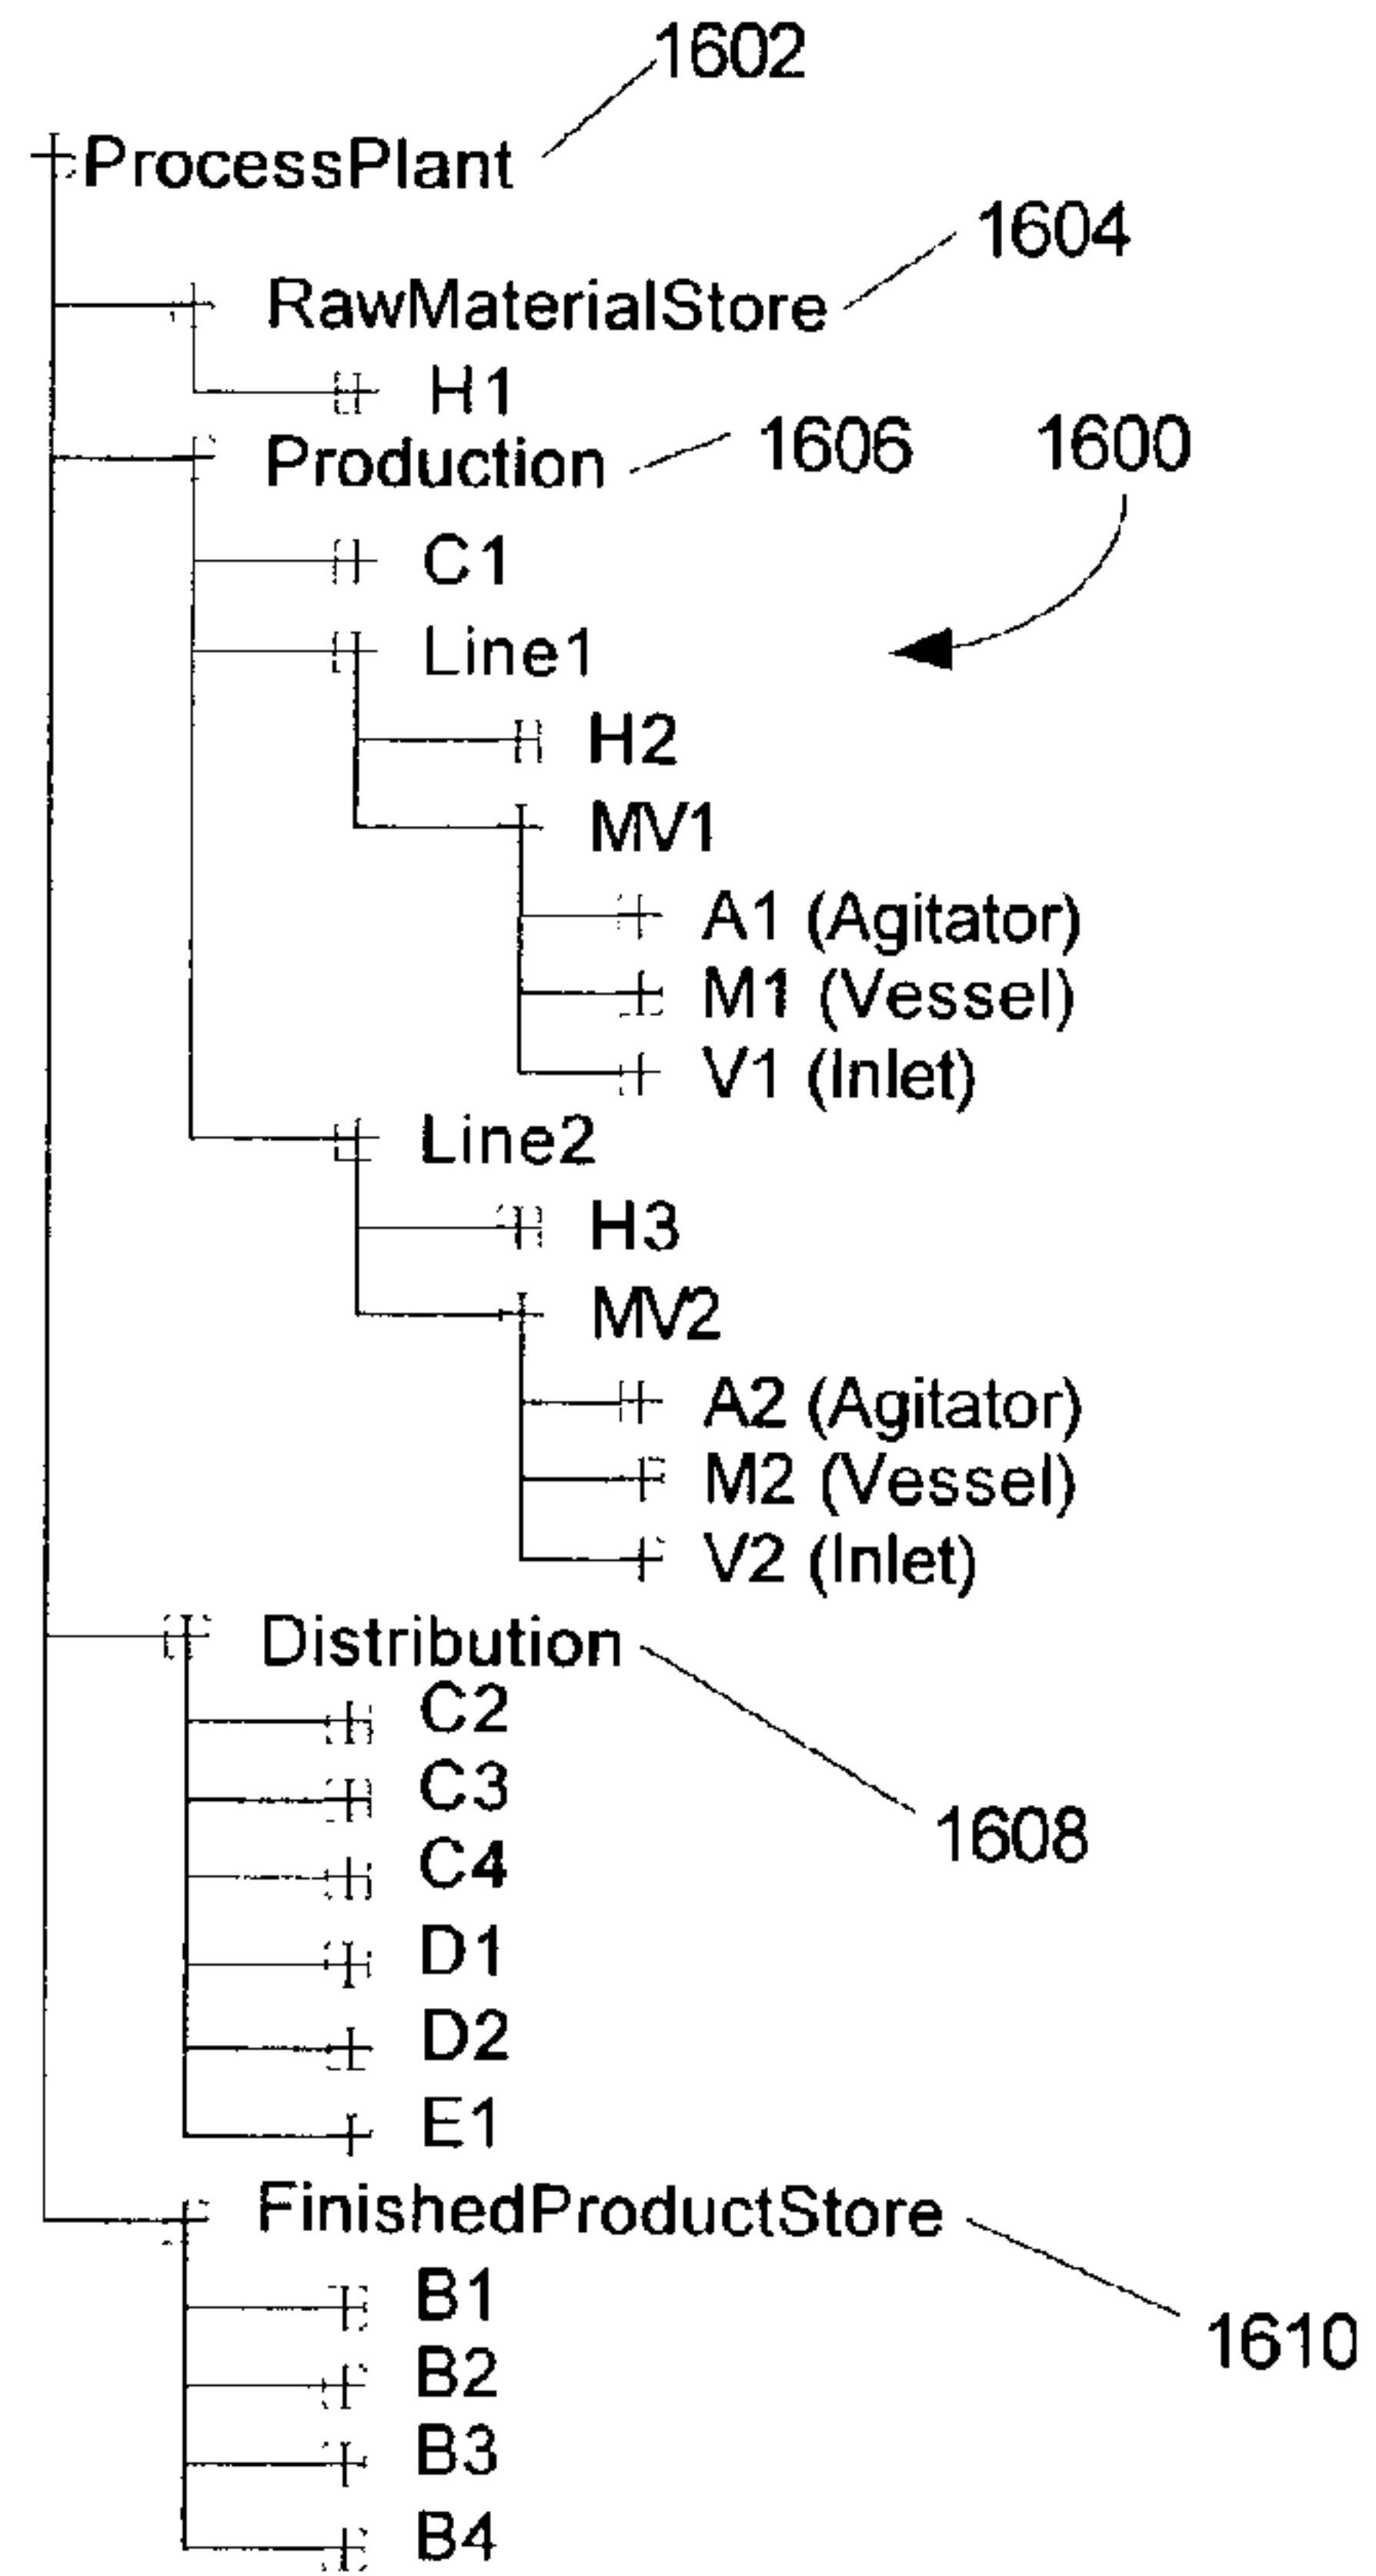 1602
ProcessPlant
1604
RawMaterialStore
H1
Production 1606 1600
C1
Line1
H2
MV1
A1 (Agitator)
M1 (Vessel)
V1 (Inlet)
Line2
H3
MV2
A2 (Agitator)
M2 (Vessel)
V2 (Inlet)
Distribution
C2
C3
1608
C4
D1
D2
E1
FinishedProductStore
B1
1610
B2
B3
B4